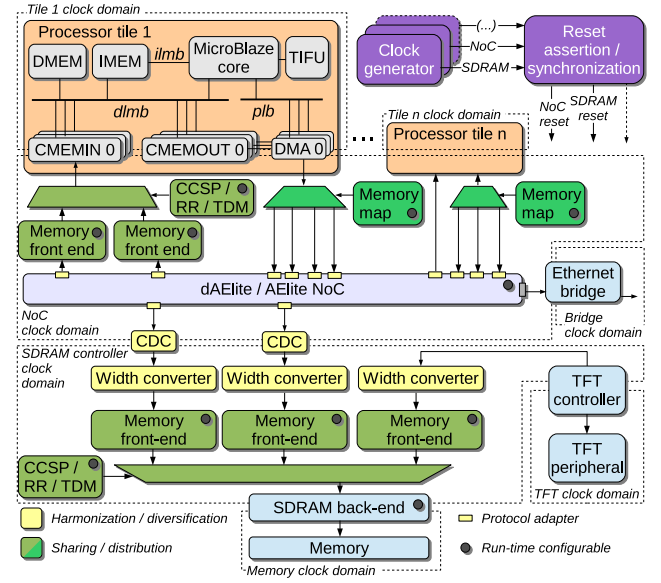 Tile 1 clock domain
Processor tile 1
DMEM
IMEM
ilmb
MicroBlaze
core
TIFU
dlmb
plb
CMEMIN 0
CMEMOUT 0
DMA 0
...
Clock
generator
(...)
NoC
SDRAM
Reset
assertion /
synchronization
NoC
reset
SDRAM
reset
Tile n clock domain
Processor tile n
CCSP /
RR / TDM
Memory
map
Memory
map
Memory
front end
Memory
front end
dAElite / AElite NoC
Ethernet
bridge
NoC
clock domain
Bridge
clock domain
CDC
CDC
SDRAM controller
clock
domain
Width converter
Width converter
Width converter
TFT
controller
Memory
front-end
Memory
front-end
Memory
front-end
TFT
peripheral
CCSP /
RR / TDM
TFT clock domain
SDRAM back-end
Memory
Memory clock domain
Harmonization / diversification
Sharing / distribution
Protocol adapter
Run-time configurable